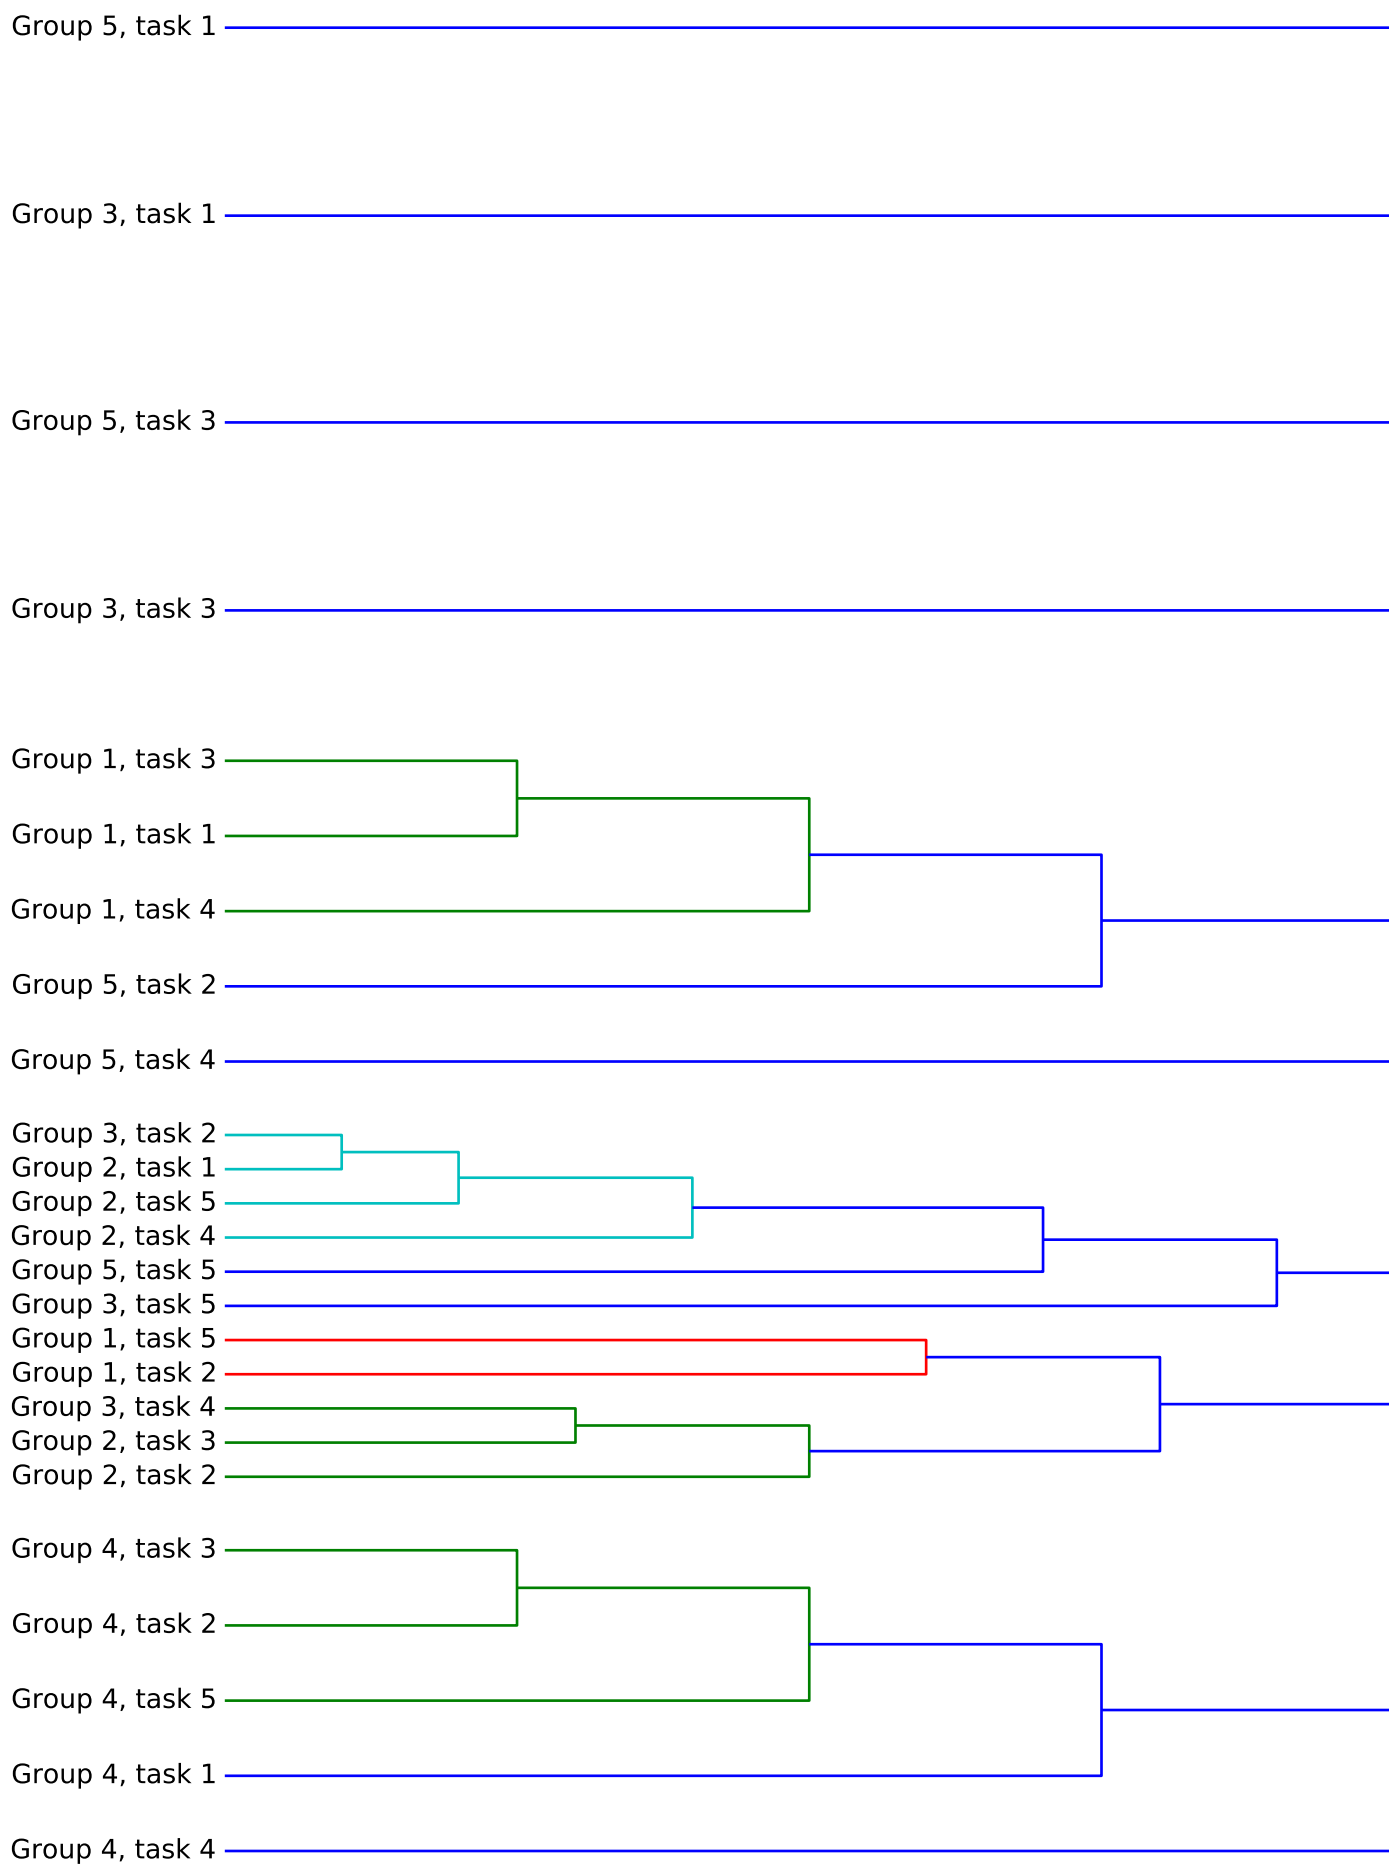 Group 5, task 1
Group 3, task 1
Group 5, task 3
Group 3, task 3
Group 1, task 3
Group 1, task 1
Group 1, task 4
Group 5, task 2
Group 5, task 4
Group 3, task 2
Group 2, task 1
Group 2, task 5
Group 2, task 4
Group 5, task 5
Group 3, task 5
Group 1, task 5
Group 1, task 2
Group 3, task 4
Group 2, task 3
Group 2, task 2
Group 4, task 3
Group 4, task 2
Group 4, task 5
Group 4, task 1
Group 4, task 4